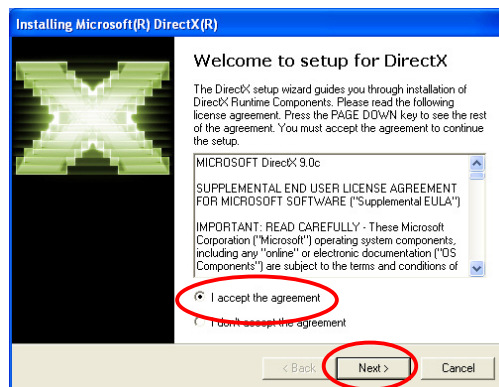 Installing Microsoft(R) DirectX(R)
Welcome to setup for DirectX
The DirectX setup wizard guides you through installation of
DirectX Runtime Components. Please read the following
license agreement. Press the PAGE DOWN key to see the rest
of the agreement. You must accept the agreement to continue
the setup.
MICROSOFT DirectX 9.0c
SUPPLEMENTAL END USER LICENSE AGREEMENT
FOR MICROSOFT SOFTWARE ("Supplemental EULA")
IMPORTANT: READ CAREFULLY - These Microsoft
Corporation ("Microsoft") operating system components,
including any "online" or electronic documentation ("OS
Components") are subject to the terms and conditions of
I accept the agreement
I don't accept the agreement
< Back
Next >
Cancel